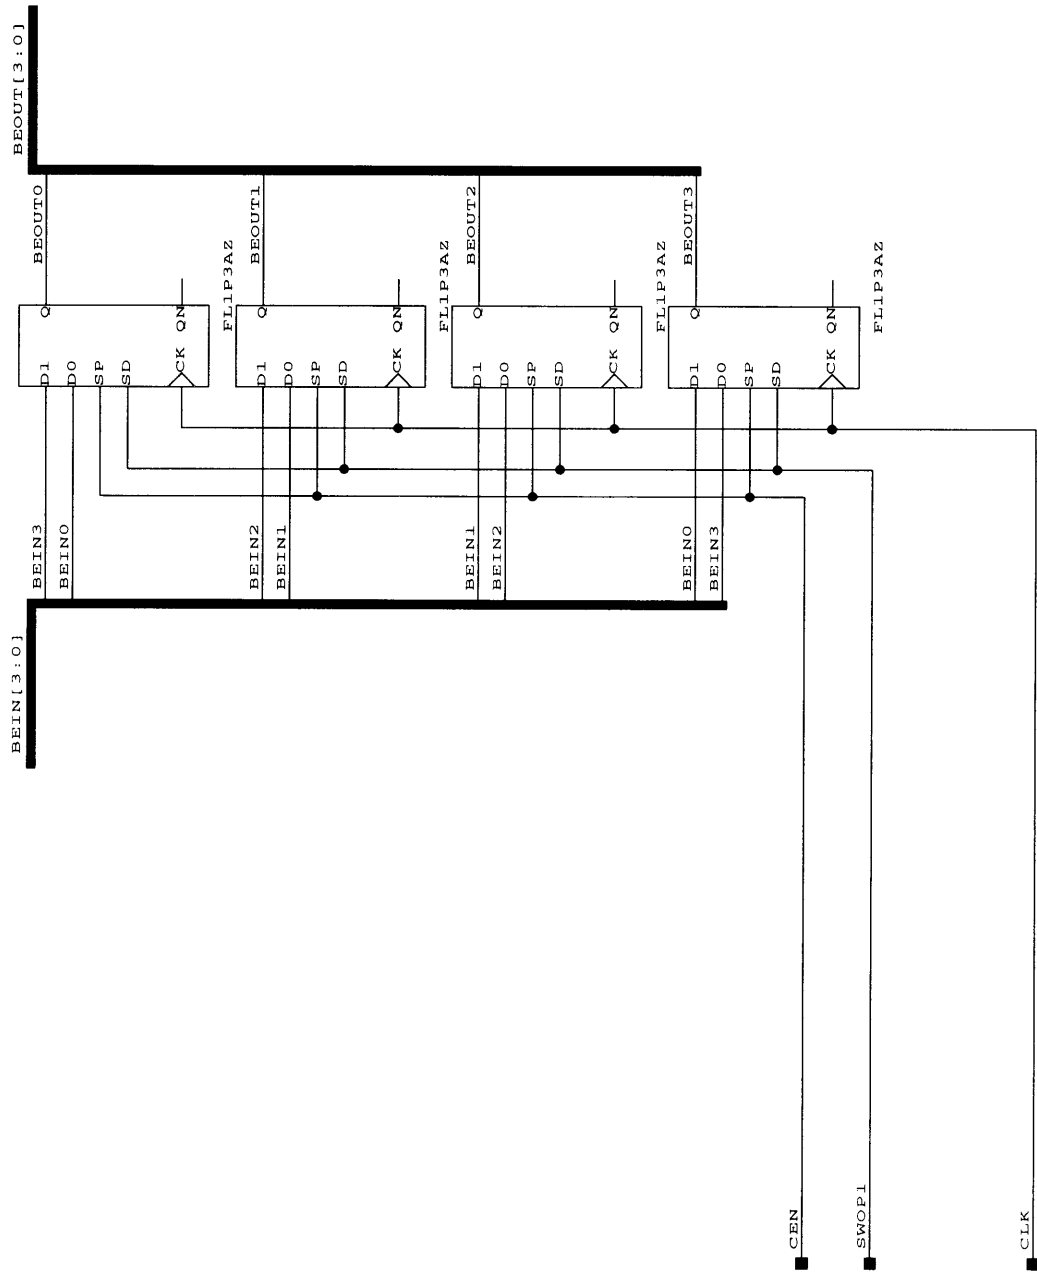 BEOUT[3:0]
BEOUT0
BEOUT1
BEOUT2
BEOUT3
FL1P3AZ
FL1P3AZ
FL1P3AZ
FL1P3AZ
Q
QN
Q
QN
Q
QN
Q
QN
D1
D0
SP
SD
CK
D1
D0
SP
SD
CK
D1
D0
SP
SD
CK
D1
D0
SP
SD
CK
BEIN3
BEIN0
BEIN2
BEIN1
BEIN1
BEIN2
BEIN0
BEIN3
BEIN[3:0]
CEN
SWOP1
CLK